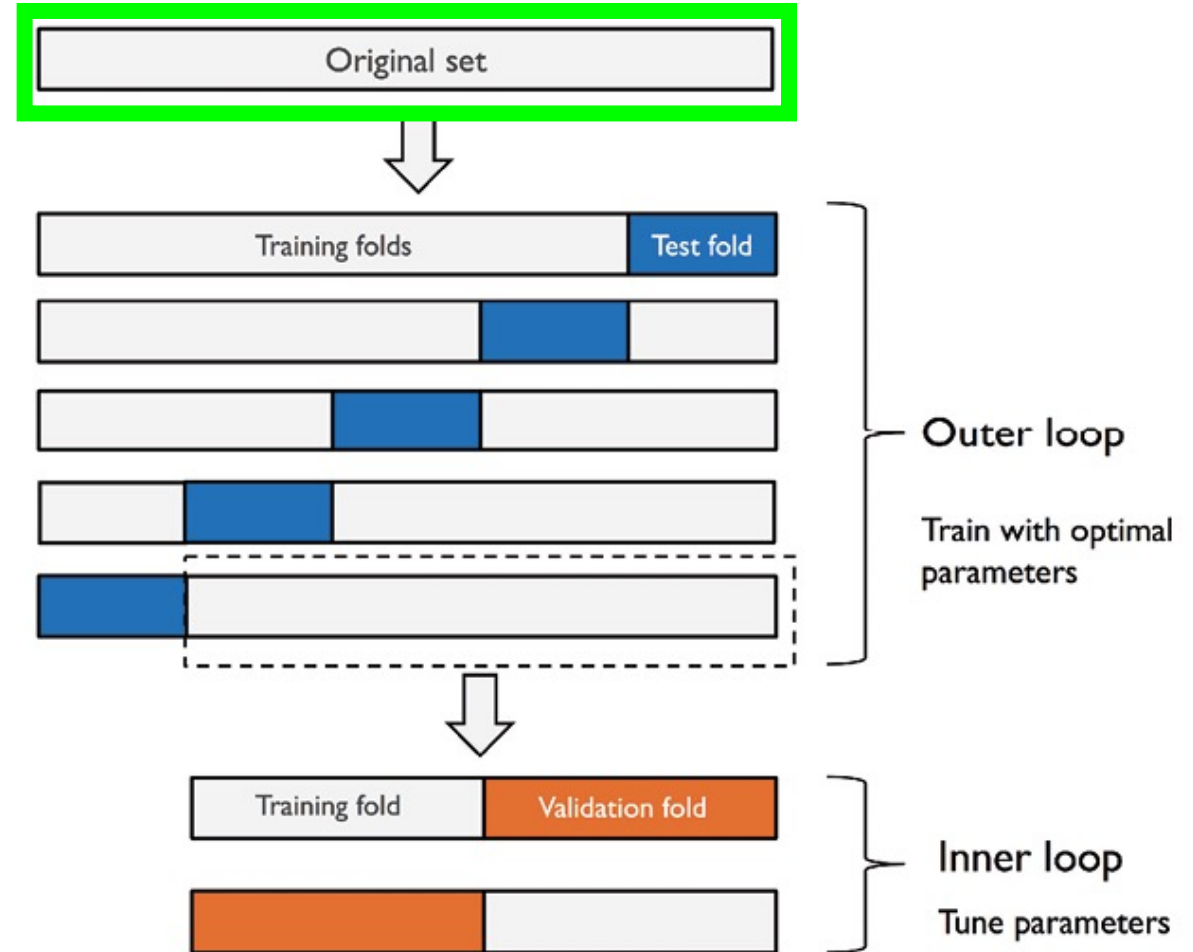 Original set
Training folds
Test fold
Outer loop
Train with optimal
parameters
Training fold
Validation fold
Inner loop
Tune parameters